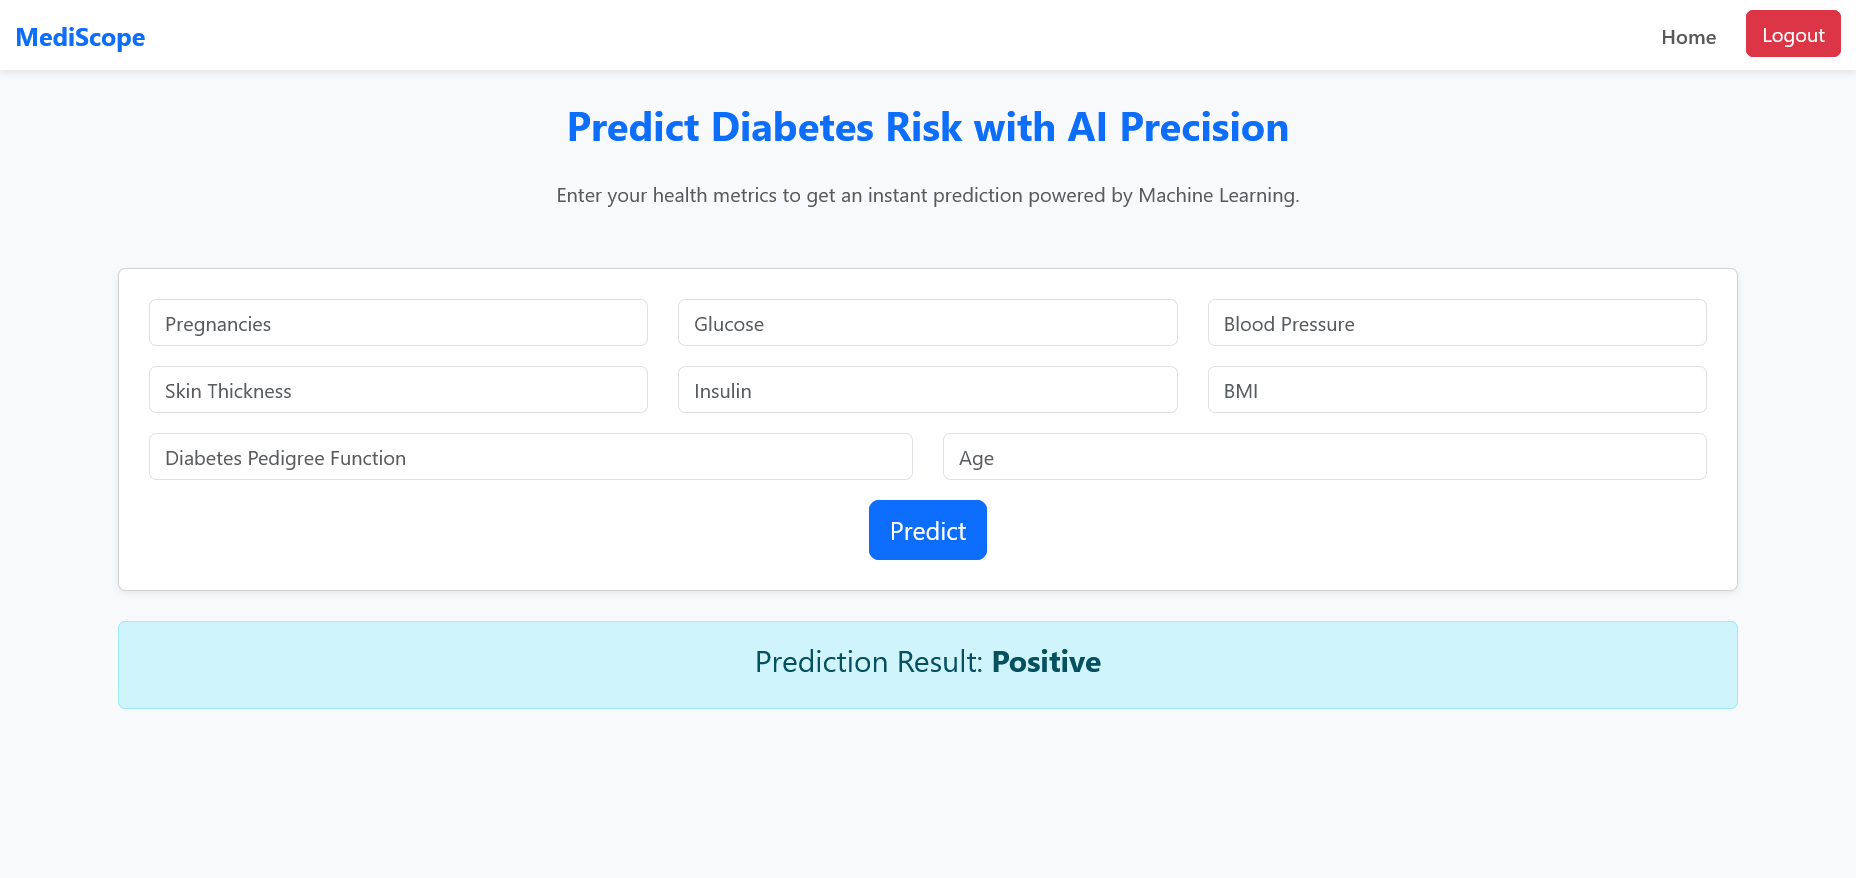 MediScope
Home
Logout
Predict Diabetes Risk with AI Precision
Enter your health metrics to get an instant prediction powered by Machine Learning.
Pregnancies
Glucose
Blood Pressure
Skin Thickness
Insulin
BMI
Diabetes Pedigree Function
Age
Predict
Prediction Result: Positive